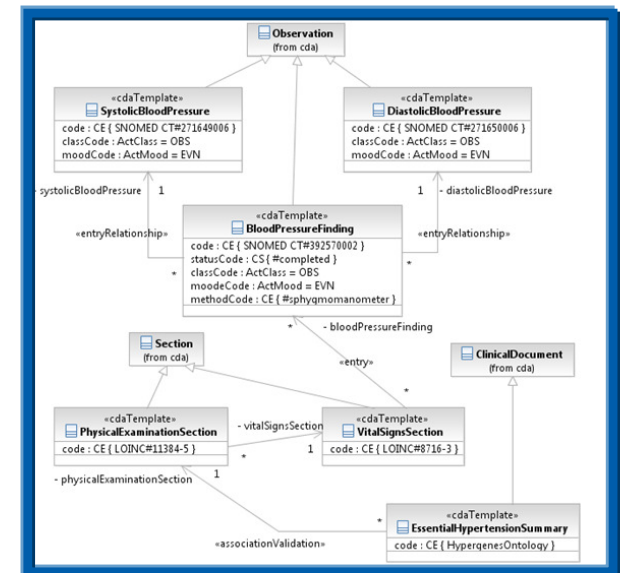 Observation
(from cda)
«cdaTemplate»
SystolicBloodPressure
code : CE { SNOMED CT#271649006 }
classCode : ActClass = OBS
moodCode : ActMood = EVN
«cdaTemplate»
DiastolicBloodPressure
code : CE { SNOMED CT#271650006 }
classCode : ActClass = OBS
moodCode : ActMood = EVN
- systolicBloodPressure
1
1
- diastolicBloodPressure
«entryRelationship»
*
«cdaTemplate»
BloodPressureFinding
code : CE { SNOMED CT#392570002 }
statusCode : CS { #completed }
classCode : ActClass = OBS
moodeCode : ActMood = EVN
methodCode : CE { #sphygmomanometer }
«entryRelationship»
*
* - bloodPressureFinding
«entry»
*
Section
(from cda)
ClinicalDocument
(from cda)
«cdaTemplate»
PhysicalExaminationSection
code : CE { LOINC#11384-5 }
- vitalSignsSection
*
1
«cdaTemplate»
VitalSignsSection
code : CE { LOINC#8716-3 }
- physicalExaminationSection
1
*
«associationValidation»
«cdaTemplate»
EssentialHypertensionSummary
code : CE { HypergenesOntology }